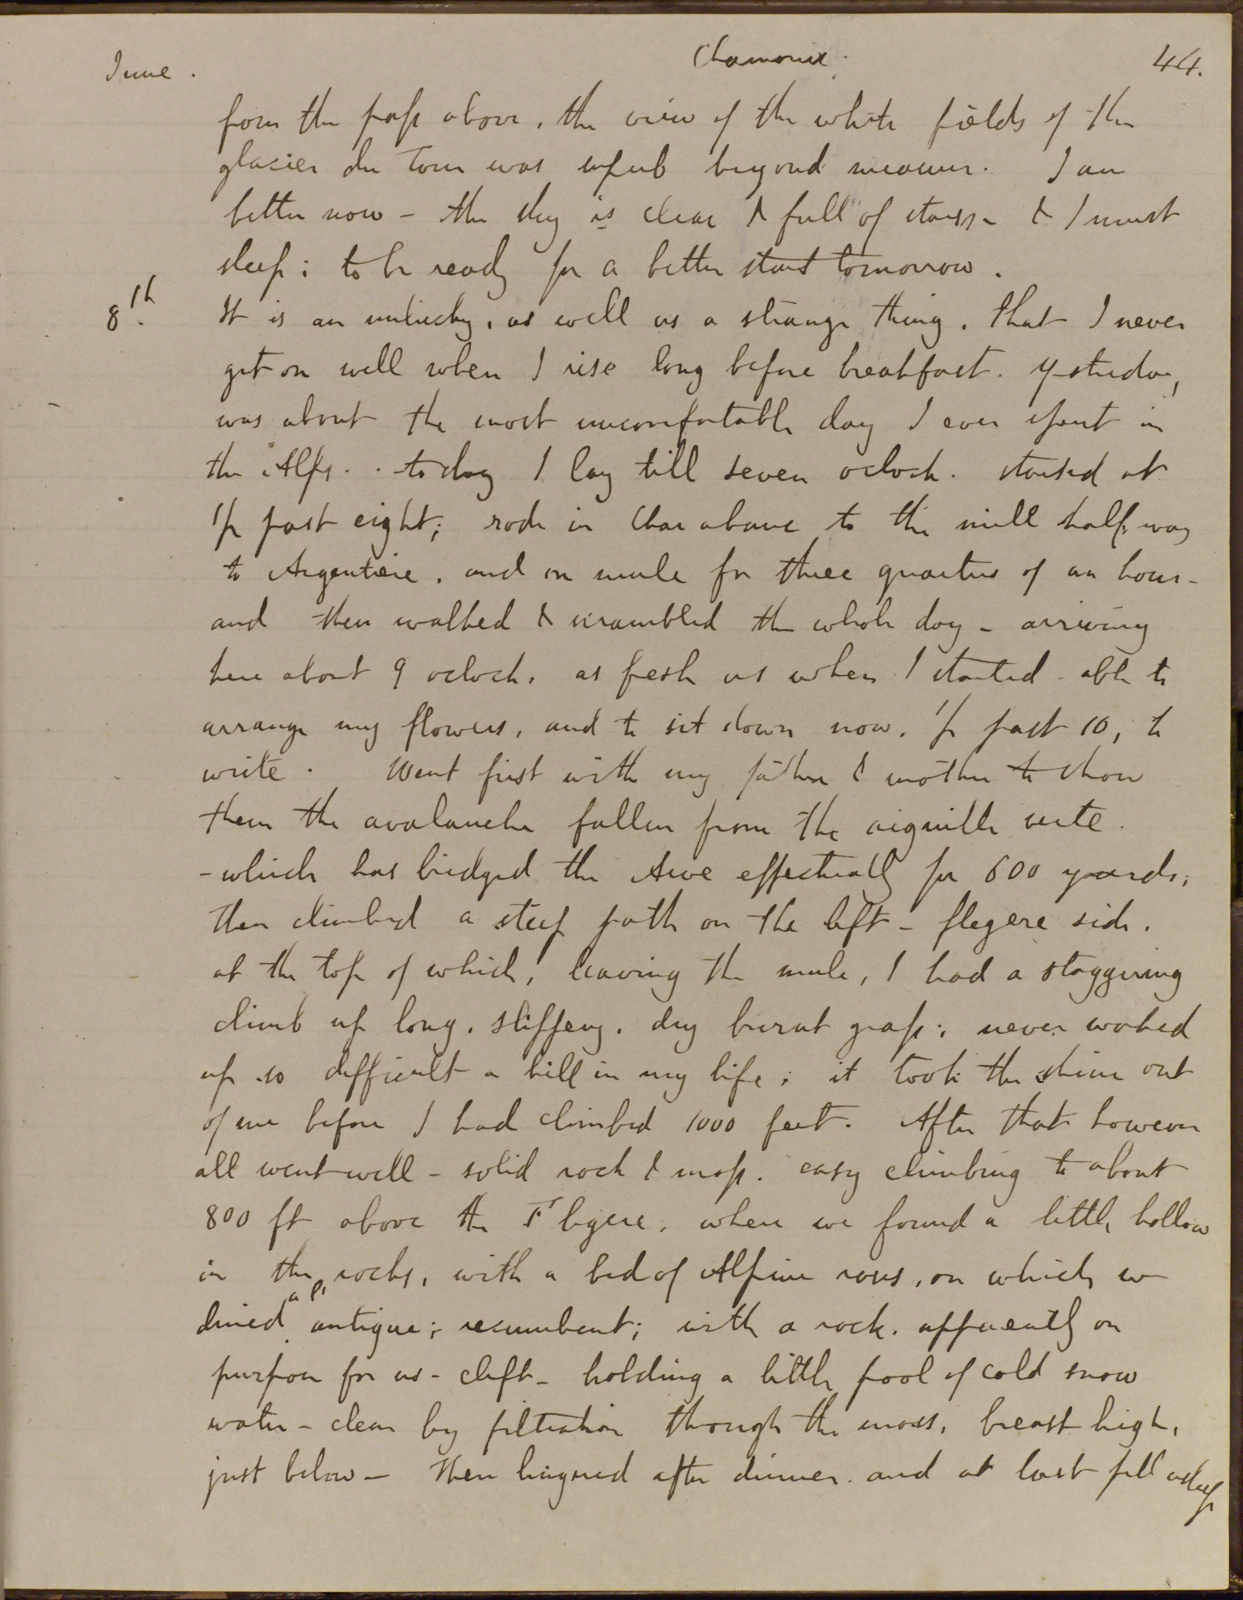 June. Chamonix. 44.
from the pass above, the view of the white fields of the
glacier du Tour was superb beyond measure. I am
better now - the sky is clear & full of stars - & I must
sleep; to be ready for a better start tomorrow.
8th. It is an unlucky, as well as a strange thing, that I never
get on well when I rise long before breakfast. Yesterday
was about the most uncomfortable day I ever spent in
the Alps. . today I lay till seven oclock. started at
1/2 past eight; rode in Char a banc to the mill half way
to Argentiere, and on mule for three quarters of an hour -
and then walked & scrambled the whole day - arriving
here about 9 oclock, as fresh as when I started - able to
arrange my flowers, and to sit down now, 1/2 past 10, to
write. Went first with my father & mother to show
them the avalanche fallen from the aiguille verte.
- which has bridged the Arve effectually for 600 yards;
then climbed a steep path on the left - flegere side.
at the top of which, leaving the mule, I had a staggering
climb up long, slippery, dry burnt grass; never worked
up so difficult a hill in my life; it took the shine out
of me before I had climbed 1000 feet. After that however
all went well - solid rock & moss. easy climbing to about
800 ft above the Flegere, where we found a little hollow
in the rocks, with a bed of Alpine roses, on which we
dined a l' antique; recumbent; with a rock, apparently on
purpose for us - cleft - holding a little pool of cold snow
water - clear by filtration through the moss, breast high,
just below - then lingered after dinner. and at last fell asleep